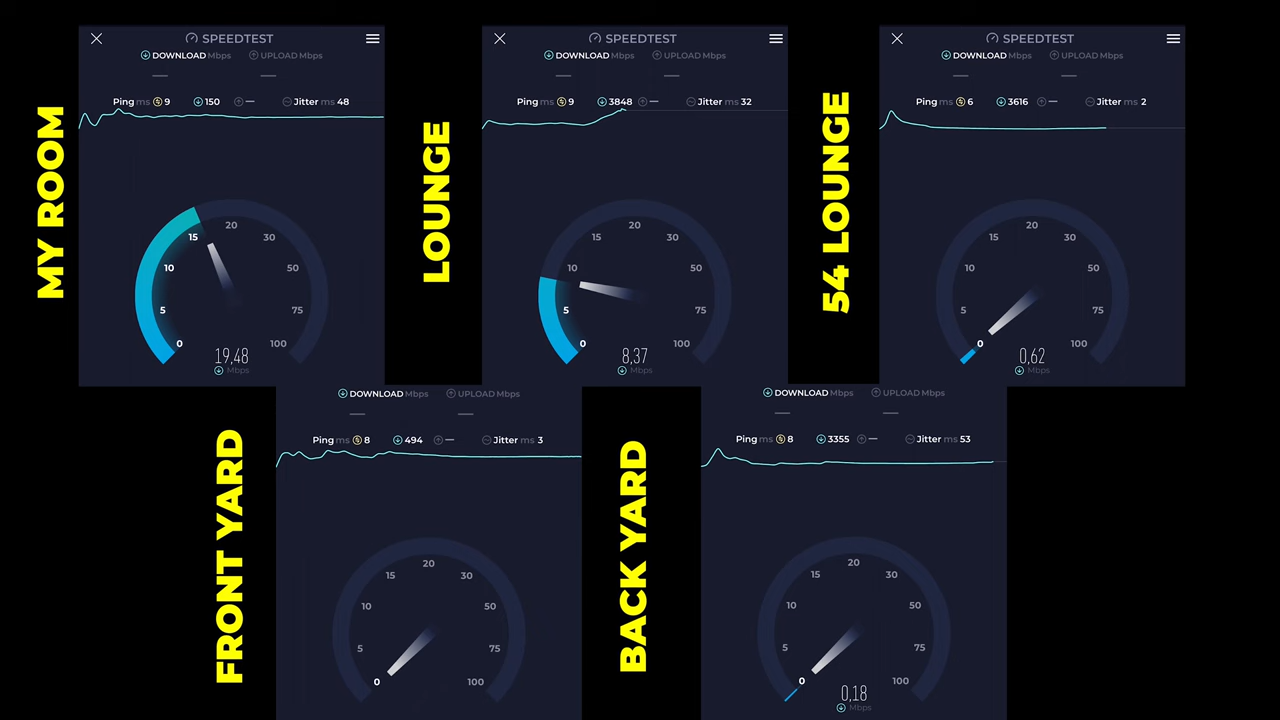 MY ROOM
SPEEDTEST
DOWNLOAD Mbps UPLOAD Mbps
— —
Ping ms 9 150 — Jitter ms 48
0 5 10 15 20 30 50 75 100
19,48
Mbps
LOUNGE
SPEEDTEST
DOWNLOAD Mbps UPLOAD Mbps
— —
Ping ms 9 3848 — Jitter ms 32
0 5 10 15 20 30 50 75 100
8,37
Mbps
54 LOUNGE
SPEEDTEST
DOWNLOAD Mbps UPLOAD Mbps
— —
Ping ms 6 3616 — Jitter ms 2
0 5 10 15 20 30 50 75 100
0,62
Mbps
FRONT YARD
DOWNLOAD Mbps UPLOAD Mbps
— —
Ping ms 8 494 — Jitter ms 3
0 5 10 15 20 30 50 75 100
BACK YARD
DOWNLOAD Mbps UPLOAD Mbps
— —
Ping ms 8 3355 — Jitter ms 53
0 5 10 15 20 30 50 75 100
0,18
Mbps